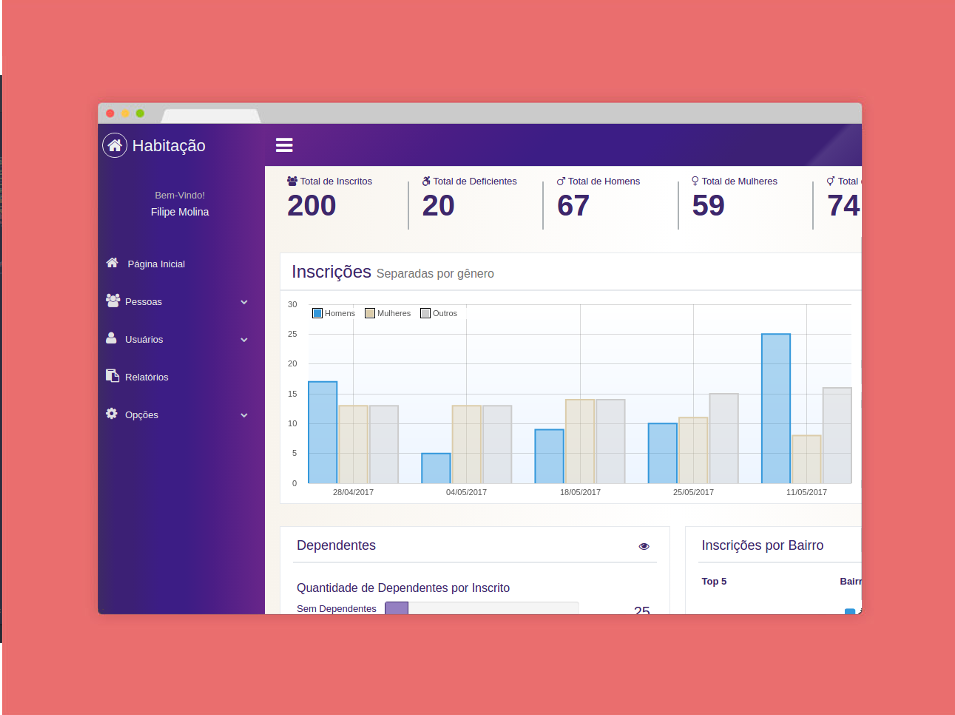 Habitação
Bem-Vindo!
Filipe Molina
Página Inicial
Pessoas
Usuários
Relatórios
Opções
Total de Inscritos
200
Total de Deficientes
20
Total de Homens
67
Total de Mulheres
59
Total
74
Inscrições Separadas por gênero
Homens Mulheres Outros
30
25
20
15
10
5
0
28/04/2017 04/05/2017 18/05/2017 25/05/2017 11/05/2017
Dependentes
Quantidade de Dependentes por Inscrito
Sem Dependentes 25
Inscrições por Bairro
Top 5 Bairr